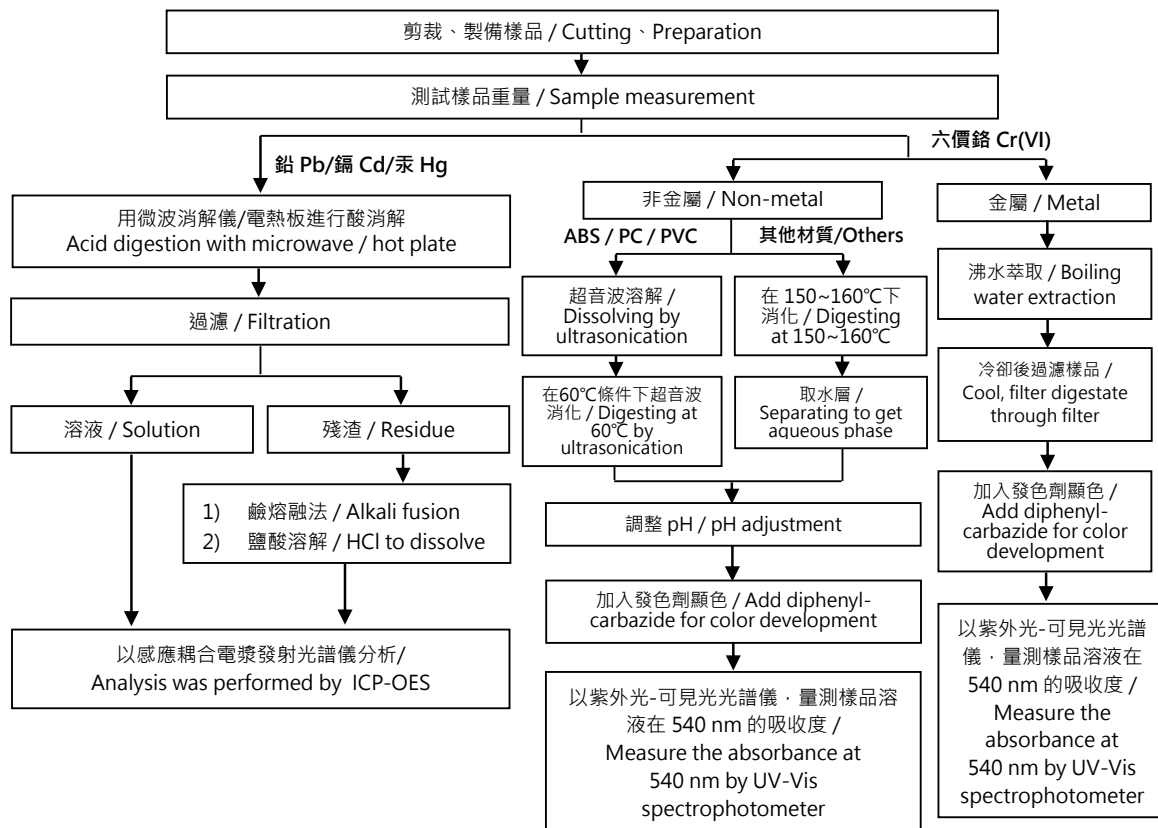 剪裁、製備樣品 / Cutting、Preparation
測試樣品重量 / Sample measurement
鉛 Pb/鎘 Cd/汞 Hg
六價鉻 Cr(VI)
用微波消解儀/電熱板進行酸消解
Acid digestion with microwave / hot plate
過濾 / Filtration
溶液 / Solution
殘渣 / Residue
1) 鹼熔融法 / Alkali fusion
2) 鹽酸溶解 / HCl to dissolve
以感應耦合電漿發射光譜儀分析/
Analysis was performed by ICP-OES
非金屬 / Non-metal
ABS / PC / PVC
其他材質/Others
超音波溶解 /
Dissolving by
ultrasonication
在60℃條件下超音波
消化 / Digesting at
60℃ by
ultrasonication
在 150~160℃下
消化 / Digesting
at 150~160℃
取水層 /
Separating to get
aqueous phase
調整 pH / pH adjustment
加入發色劑顯色 / Add diphenyl-
carbazide for color development
以紫外光-可見光光譜儀，量測樣品溶
液在 540 nm 的吸收度 /
Measure the absorbance at
540 nm by UV-Vis
spectrophotometer
金屬 / Metal
沸水萃取 / Boiling
water extraction
冷卻後過濾樣品 /
Cool, filter digestate
through filter
加入發色劑顯色 /
Add diphenyl-
carbazide for color
development
以紫外光-可見光光譜
儀，量測樣品溶液在
540 nm 的吸收度 /
Measure the
absorbance at
540 nm by UV-Vis
spectrophotometer